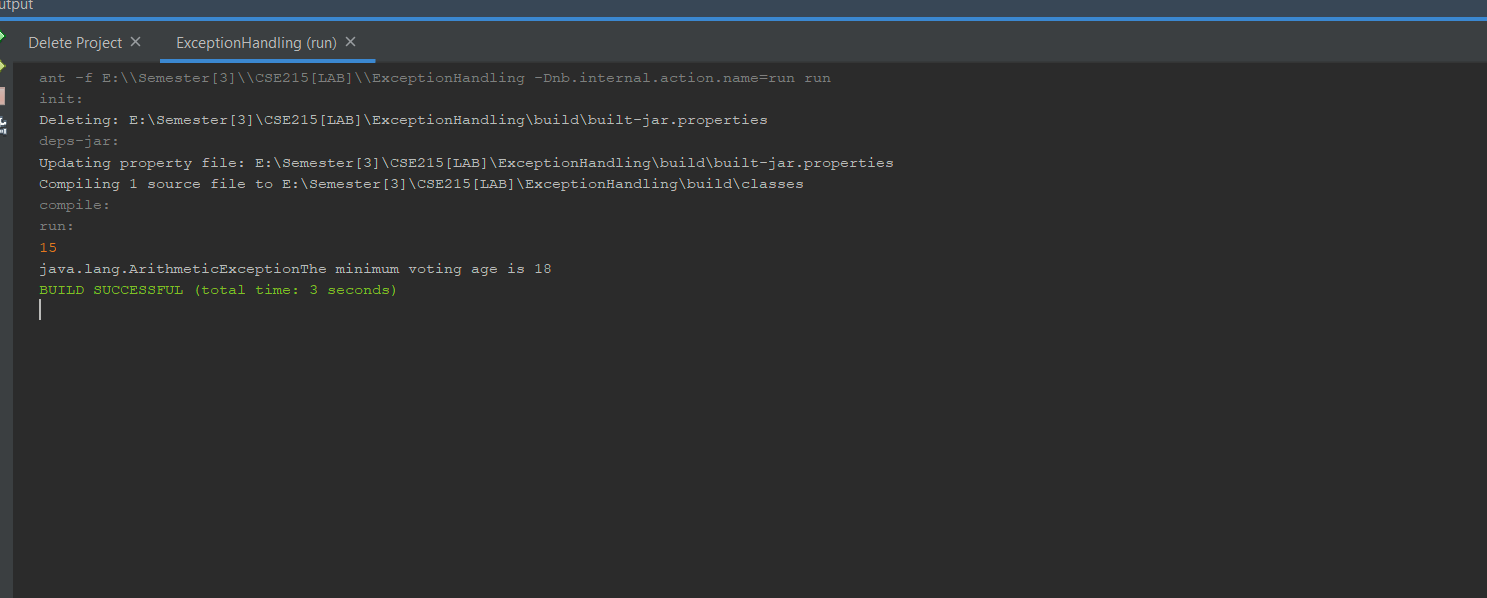 utput
Delete Project ✕ ExceptionHandling (run) ✕
ant -f E:\\Semester[3]\\CSE215[LAB]\\ExceptionHandling -Dnb.internal.action.name=run run
init:
Deleting: E:\Semester[3]\CSE215[LAB]\ExceptionHandling\build\built-jar.properties
deps-jar:
Updating property file: E:\Semester[3]\CSE215[LAB]\ExceptionHandling\build\built-jar.properties
Compiling 1 source file to E:\Semester[3]\CSE215[LAB]\ExceptionHandling\build\classes
compile:
run:
15
java.lang.ArithmeticExceptionThe minimum voting age is 18
BUILD SUCCESSFUL (total time: 3 seconds)